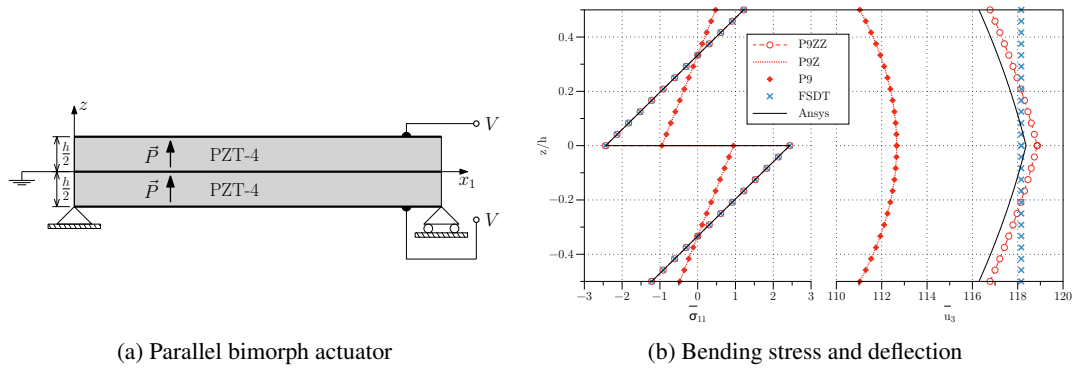 z
V
h
2
P⃗
PZT-4
x₁
h
2
P⃗
PZT-4
V
(a) Parallel bimorph actuator
P9ZZ
P9Z
P9
FSDT
Ansys
z/h
0.4
0.2
0
−0.2
−0.4
−3 −2 −1 0 1 2 3 110 112 114 116 118 120
σ̅₁₁
u̅₃
(b) Bending stress and deflection